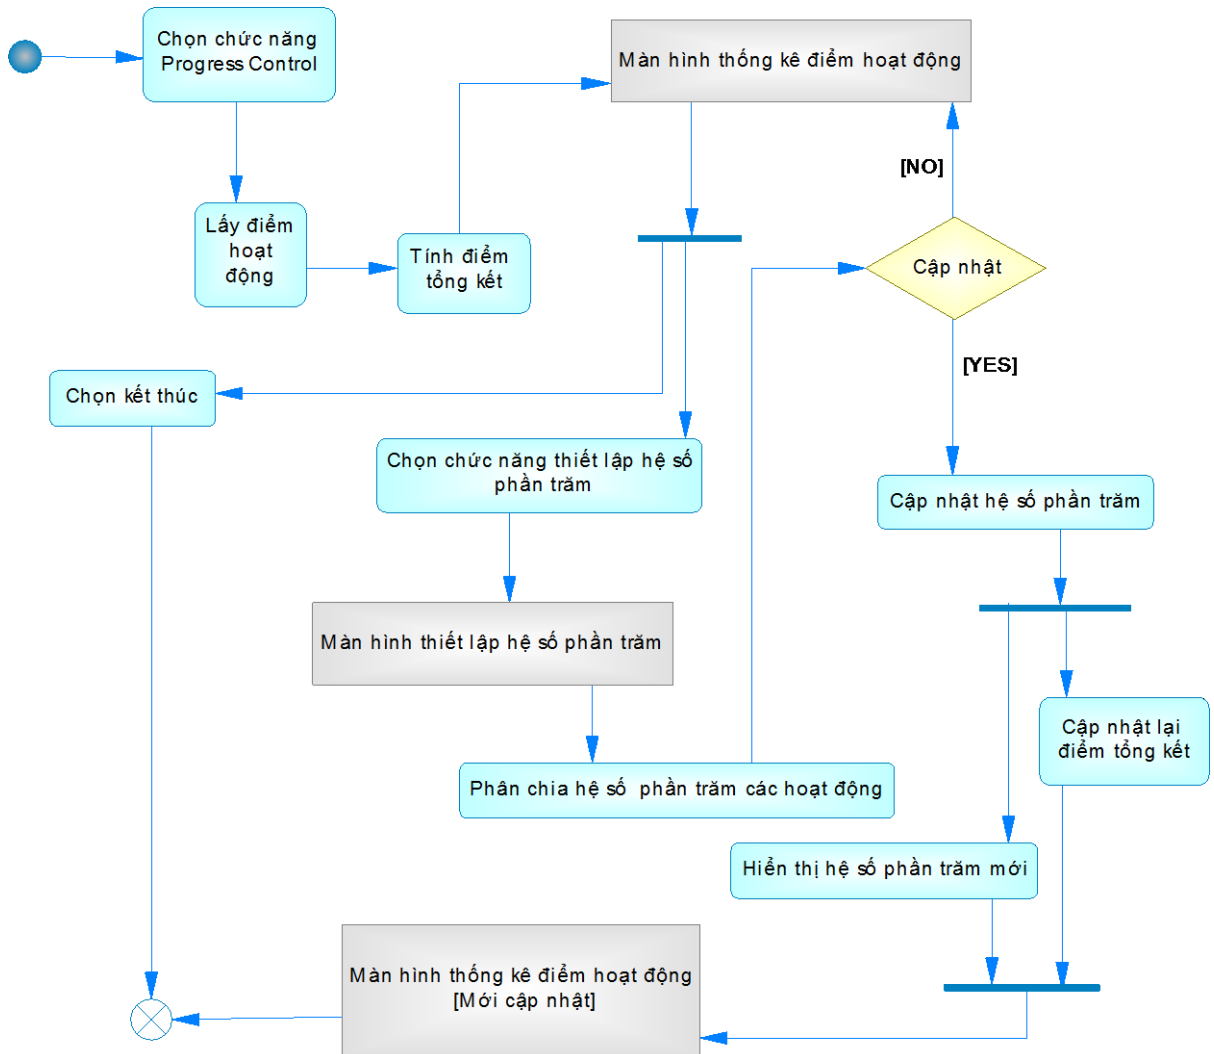 Chọn chức năng
Progress Control
Màn hình thống kê điểm hoạt động
[NO]
Lấy điểm
hoạt
động
Tính điểm
tổng kết
Cập nhật
[YES]
Chọn kết thúc
Chọn chức năng thiết lập hệ số
phần trăm
Cập nhật hệ số phần trăm
Màn hình thiết lập hệ số phần trăm
Cập nhật lại
điểm tổng kết
Phân chia hệ số phần trăm các hoạt động
Hiển thị hệ số phần trăm mới
Màn hình thống kê điểm hoạt động
[Mới cập nhật]